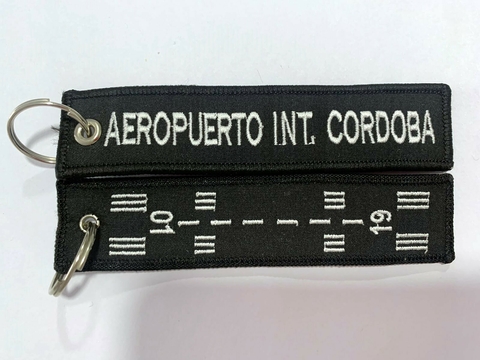 AEROPUERTO INT. CORDOBA
01 19